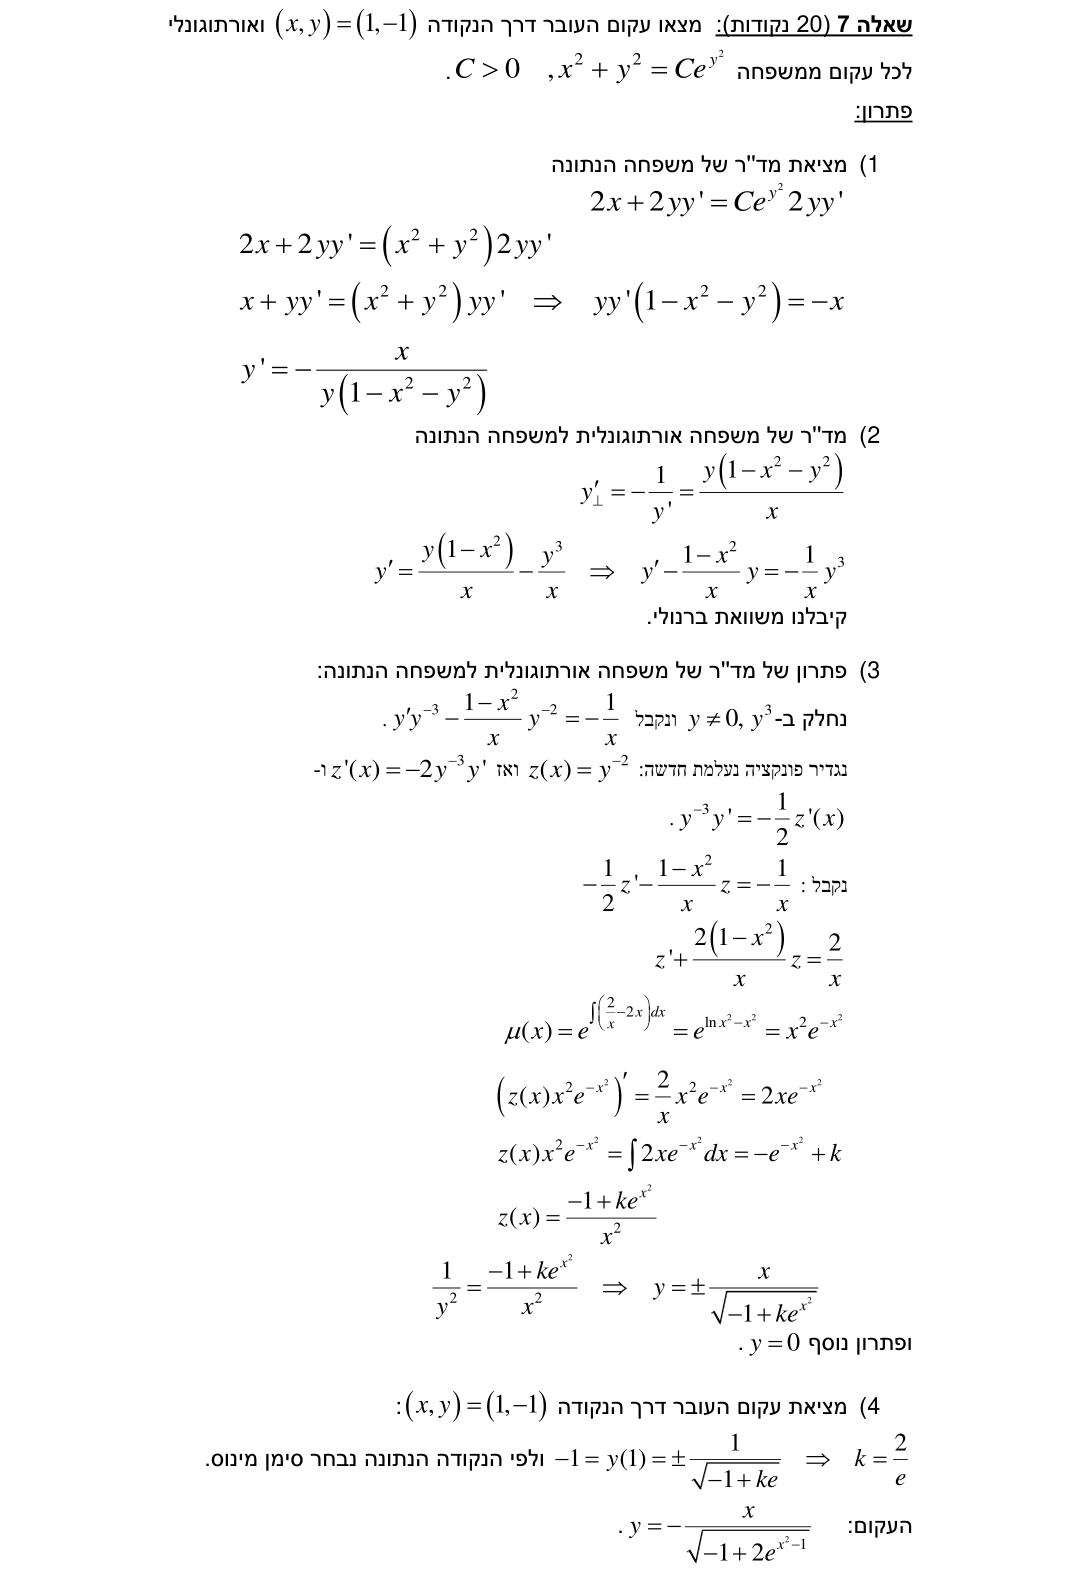 שאלה 7 (20 נקודות): מצאו עקום העובר דרך הנקודה (x, y) = (1, −1) ואורתוגונלי
לכל עקום ממשפחה x² + y² = Ce^{y²}, C > 0.
פתרון:
1) מציאת מד"ר של משפחה הנתונה
2x + 2yy' = Ce^{y²} 2yy'
2x + 2yy' = (x² + y²)2yy'
x + yy' = (x² + y²)yy' ⇒ yy'(1 − x² − y²) = −x
y' = − x / (y(1 − x² − y²))
2) מד"ר של משפחה אורתוגונלית למשפחה הנתונה
y′⊥ = − 1/y' = y(1 − x² − y²) / x
y′ = y(1 − x²)/x − y³/x ⇒ y′ − ((1 − x²)/x) y = −(1/x) y³
קיבלנו משוואת ברנולי.
3) פתרון של מד"ר של משפחה אורתוגונלית למשפחה הנתונה:
נחלק ב-y³, y ≠ 0 ונקבל y′y⁻³ − ((1 − x²)/x) y⁻² = −1/x .
נגדיר פונקציה נעלמת חדשה: z(x) = y⁻² ואז z'(x) = −2y⁻³y' ו-
y⁻³y' = −(1/2) z'(x) .
נקבל : −(1/2) z' − ((1 − x²)/x) z = −1/x
z' + (2(1 − x²)/x) z = 2/x
μ(x) = e^{∫(2/x − 2x)dx} = e^{ln x² − x²} = x²e^{−x²}
(z(x)x²e^{−x²})′ = (2/x) x²e^{−x²} = 2xe^{−x²}
z(x)x²e^{−x²} = ∫2xe^{−x²}dx = −e^{−x²} + k
z(x) = (−1 + ke^{x²}) / x²
1/y² = (−1 + ke^{x²}) / x² ⇒ y = ± x / √(−1 + ke^{x²})
ופתרון נוסף y = 0 .
4) מציאת עקום העובר דרך הנקודה (x, y) = (1, −1):
−1 = y(1) = ± 1 / √(−1 + ke) ⇒ k = 2/e ולפי הנקודה הנתונה נבחר סימן מינוס.
העקום: y = − x / √(−1 + 2e^{x²−1}) .